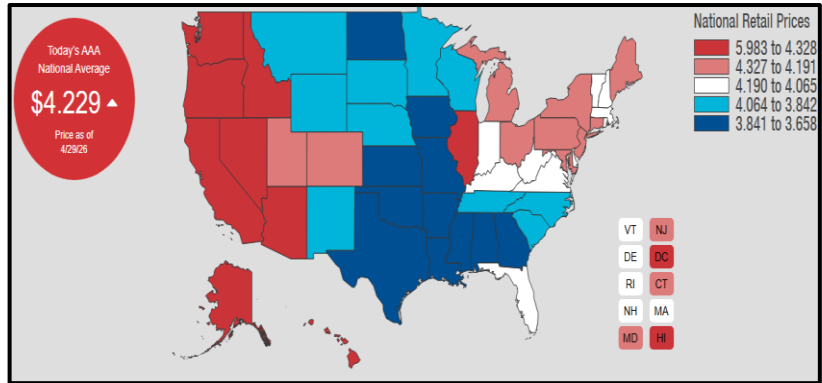 Today's AAA
National Average
$4.229
Price as of
4/29/26
National Retail Prices
5.983 to 4.328
4.327 to 4.191
4.190 to 4.065
4.064 to 3.842
3.841 to 3.658
VT NJ
DE DC
RI CT
NH MA
MD HI